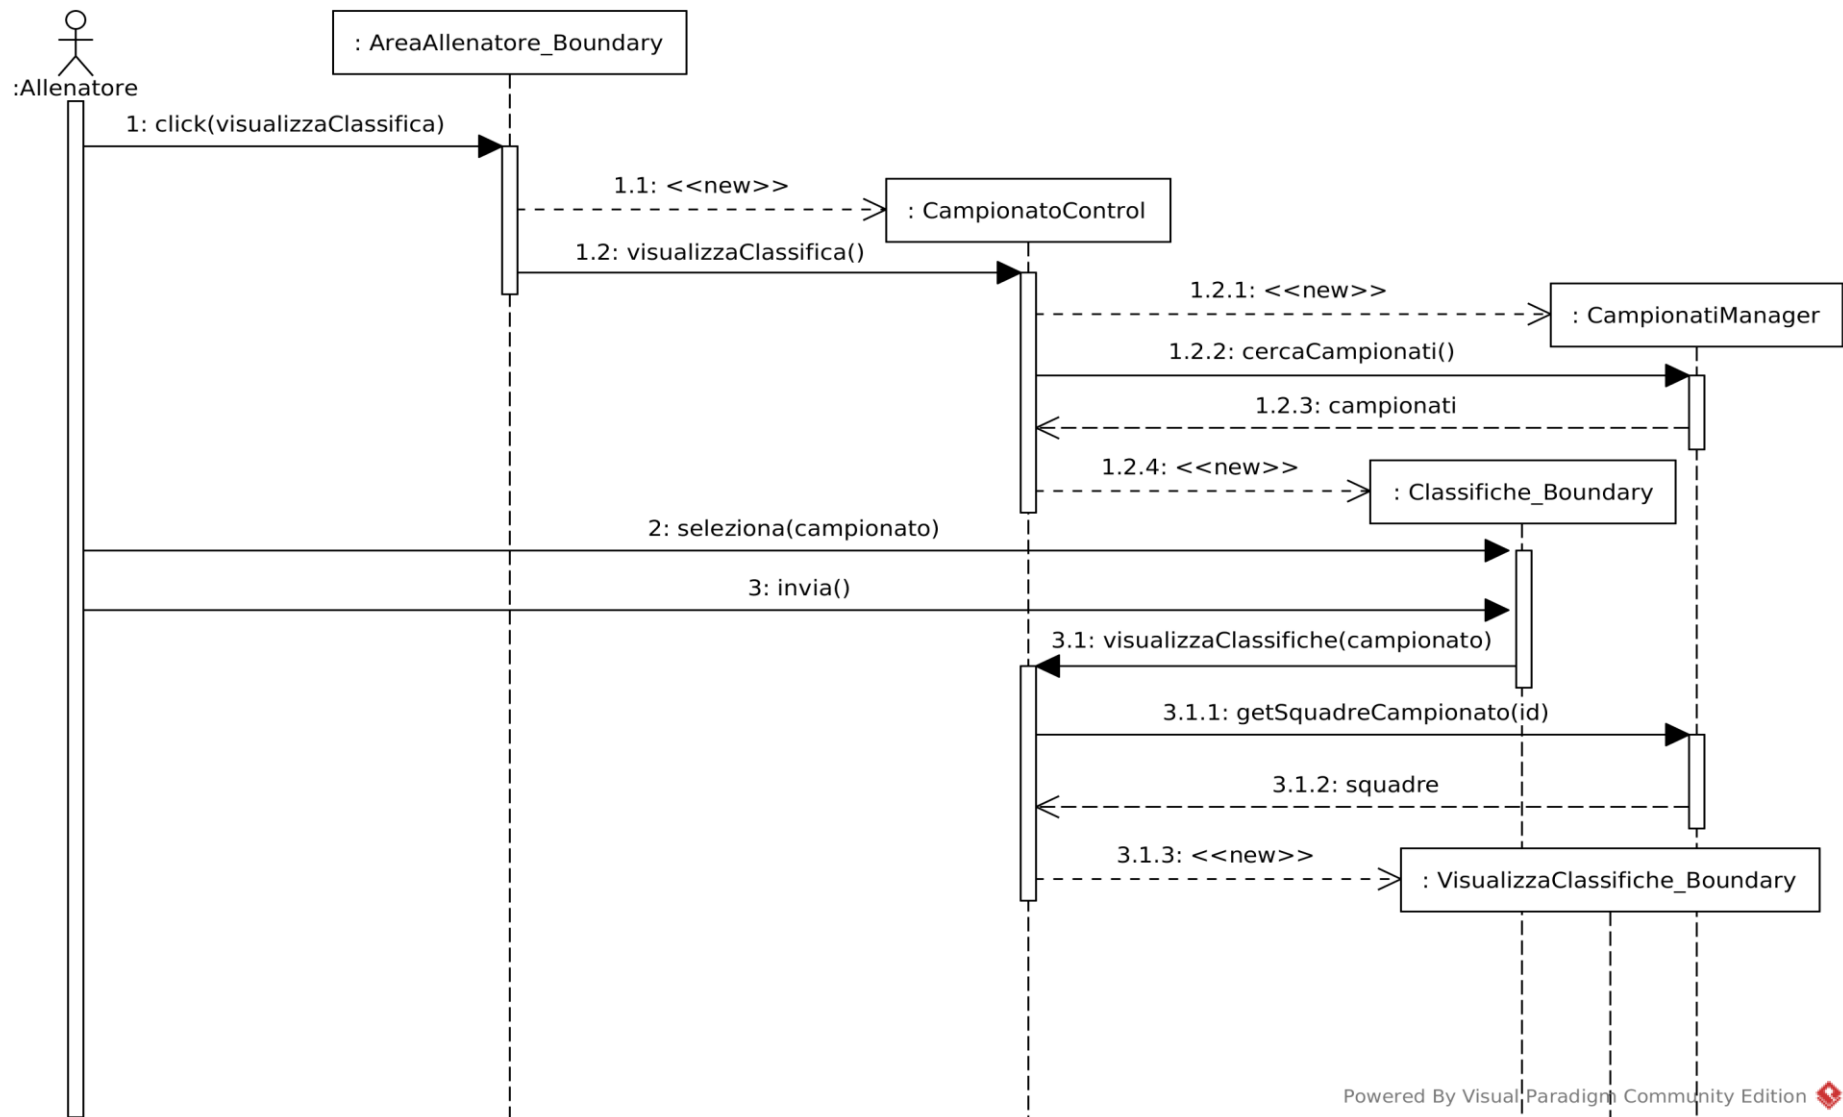 : AreaAllenatore_Boundary
:Allenatore
1: click(visualizzaClassifica)
1.1: <<new>>
: CampionatoControl
1.2: visualizzaClassifica()
1.2.1: <<new>>
: CampionatiManager
1.2.2: cercaCampionati()
1.2.3: campionati
1.2.4: <<new>>
: Classifiche_Boundary
2: seleziona(campionato)
3: invia()
3.1: visualizzaClassifiche(campionato)
3.1.1: getSquadreCampionato(id)
3.1.2: squadre
3.1.3: <<new>>
: VisualizzaClassifiche_Boundary
Powered By Visual Paradigm Community Edition